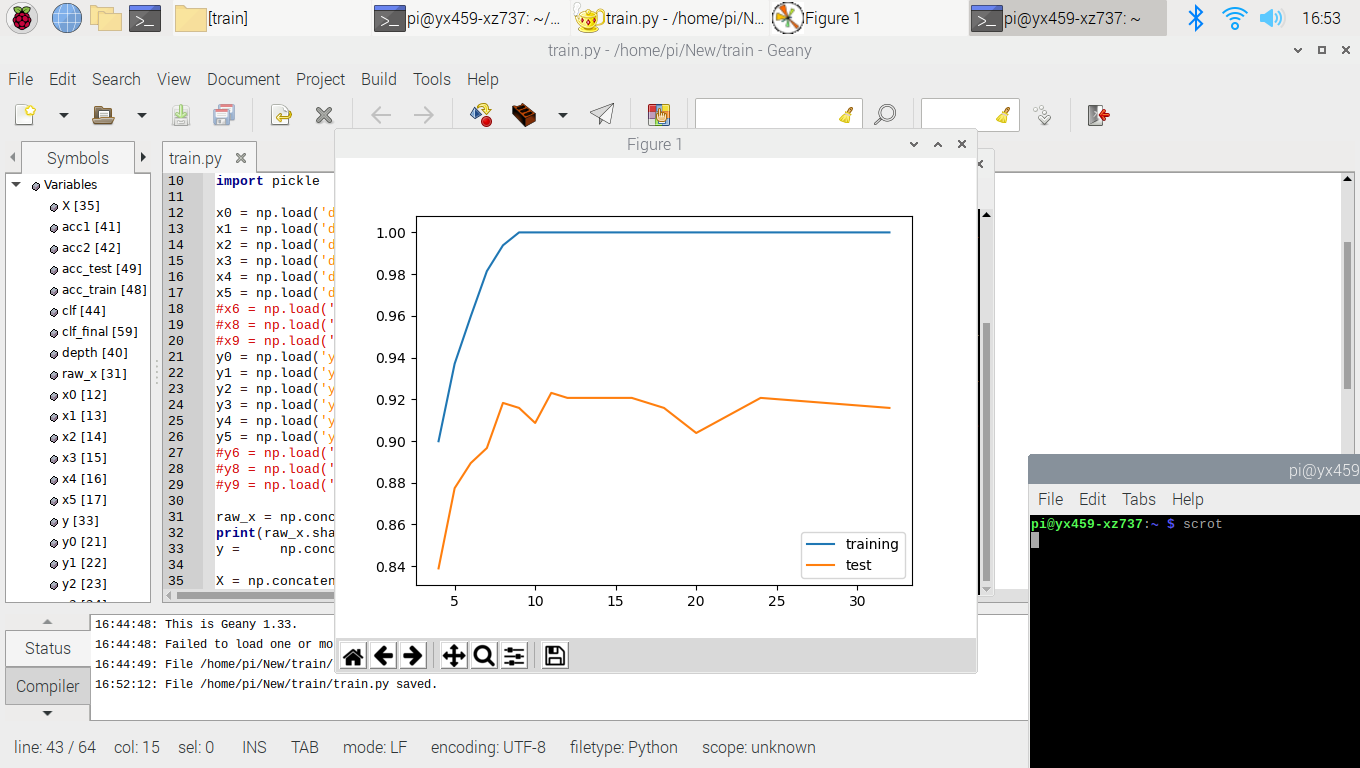 [train]
pi@yx459-xz737: ~/...
train.py - /home/pi/N...
Figure 1
pi@yx459-xz737: ~
16:53
train.py - /home/pi/New/train - Geany
File Edit Search View Document Project Build Tools Help
Figure 1
Symbols
Variables
X [35]
acc1 [41]
acc2 [42]
acc_test [49]
acc_train [48]
clf [44]
clf_final [59]
depth [40]
raw_x [31]
x0 [12]
x1 [13]
x2 [14]
x3 [15]
x4 [16]
x5 [17]
y [33]
y0 [21]
y1 [22]
y2 [23]
train.py
10 import pickle
11
12 x0 = np.load('d
13 x1 = np.load('d
14 x2 = np.load('d
15 x3 = np.load('d
16 x4 = np.load('d
17 x5 = np.load('d
18 #x6 = np.load('
19 #x8 = np.load('
20 #x9 = np.load('
21 y0 = np.load('y
22 y1 = np.load('y
23 y2 = np.load('y
24 y3 = np.load('y
25 y4 = np.load('y
26 y5 = np.load('y
27 #y6 = np.load('
28 #y8 = np.load('
29 #y9 = np.load('
30
31 raw_x = np.conc
32 print(raw_x.sha
33 y =     np.conc
34
35 X = np.concaten
1.00
0.98
0.96
0.94
0.92
0.90
0.88
0.86
0.84
5 10 15 20 25 30
training
test
pi@yx459
File Edit Tabs Help
pi@yx459-xz737:~ $ scrot
Status
Compiler
16:44:48: This is Geany 1.33.
16:44:48: Failed to load one or mo
16:44:49: File /home/pi/New/train/
16:52:12: File /home/pi/New/train/train.py saved.
line: 43 / 64 col: 15 sel: 0 INS TAB mode: LF encoding: UTF-8 filetype: Python scope: unknown